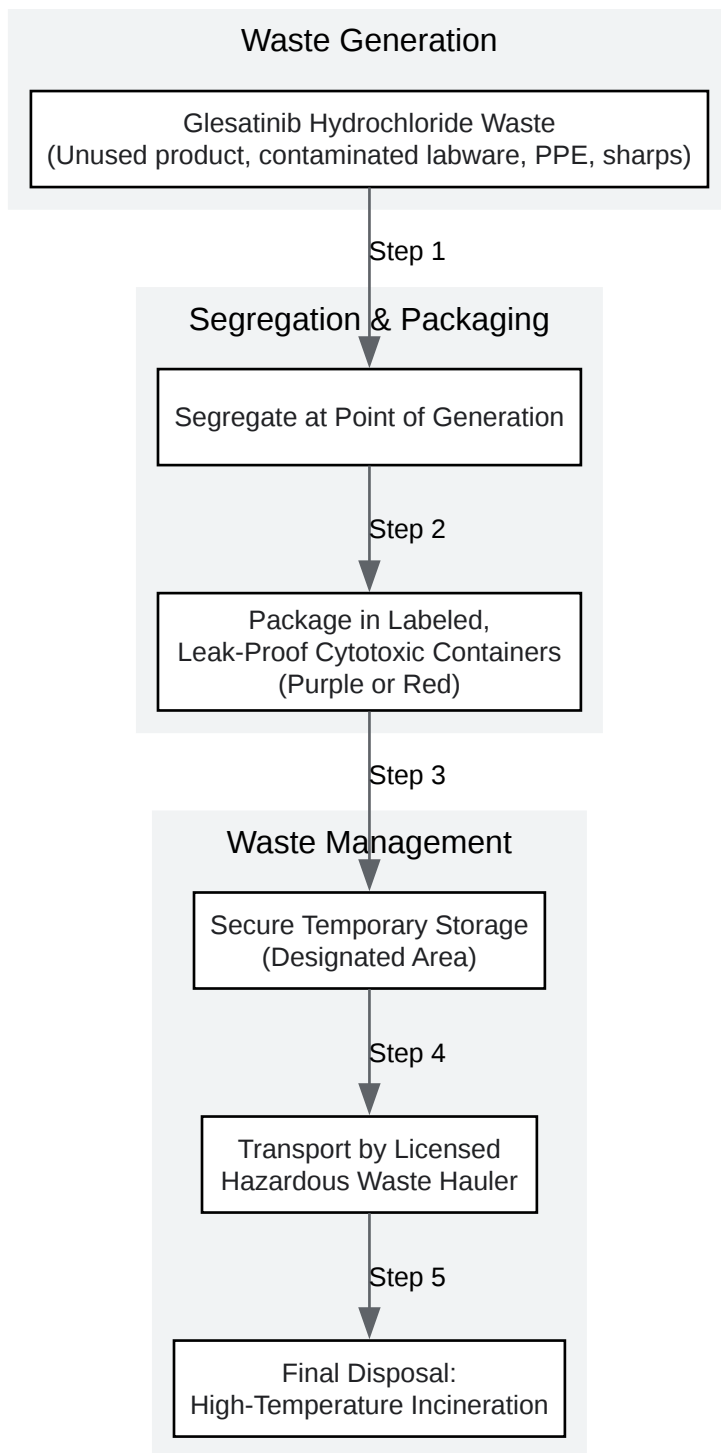 Waste Generation
Glesatinib Hydrochloride Waste
(Unused product, contaminated labware, PPE, sharps)
Step 1
Segregation & Packaging
Segregate at Point of Generation
Step 2
Package in Labeled,
Leak-Proof Cytotoxic Containers
(Purple or Red)
Step 3
Waste Management
Secure Temporary Storage
(Designated Area)
Step 4
Transport by Licensed
Hazardous Waste Hauler
Step 5
Final Disposal:
High-Temperature Incineration